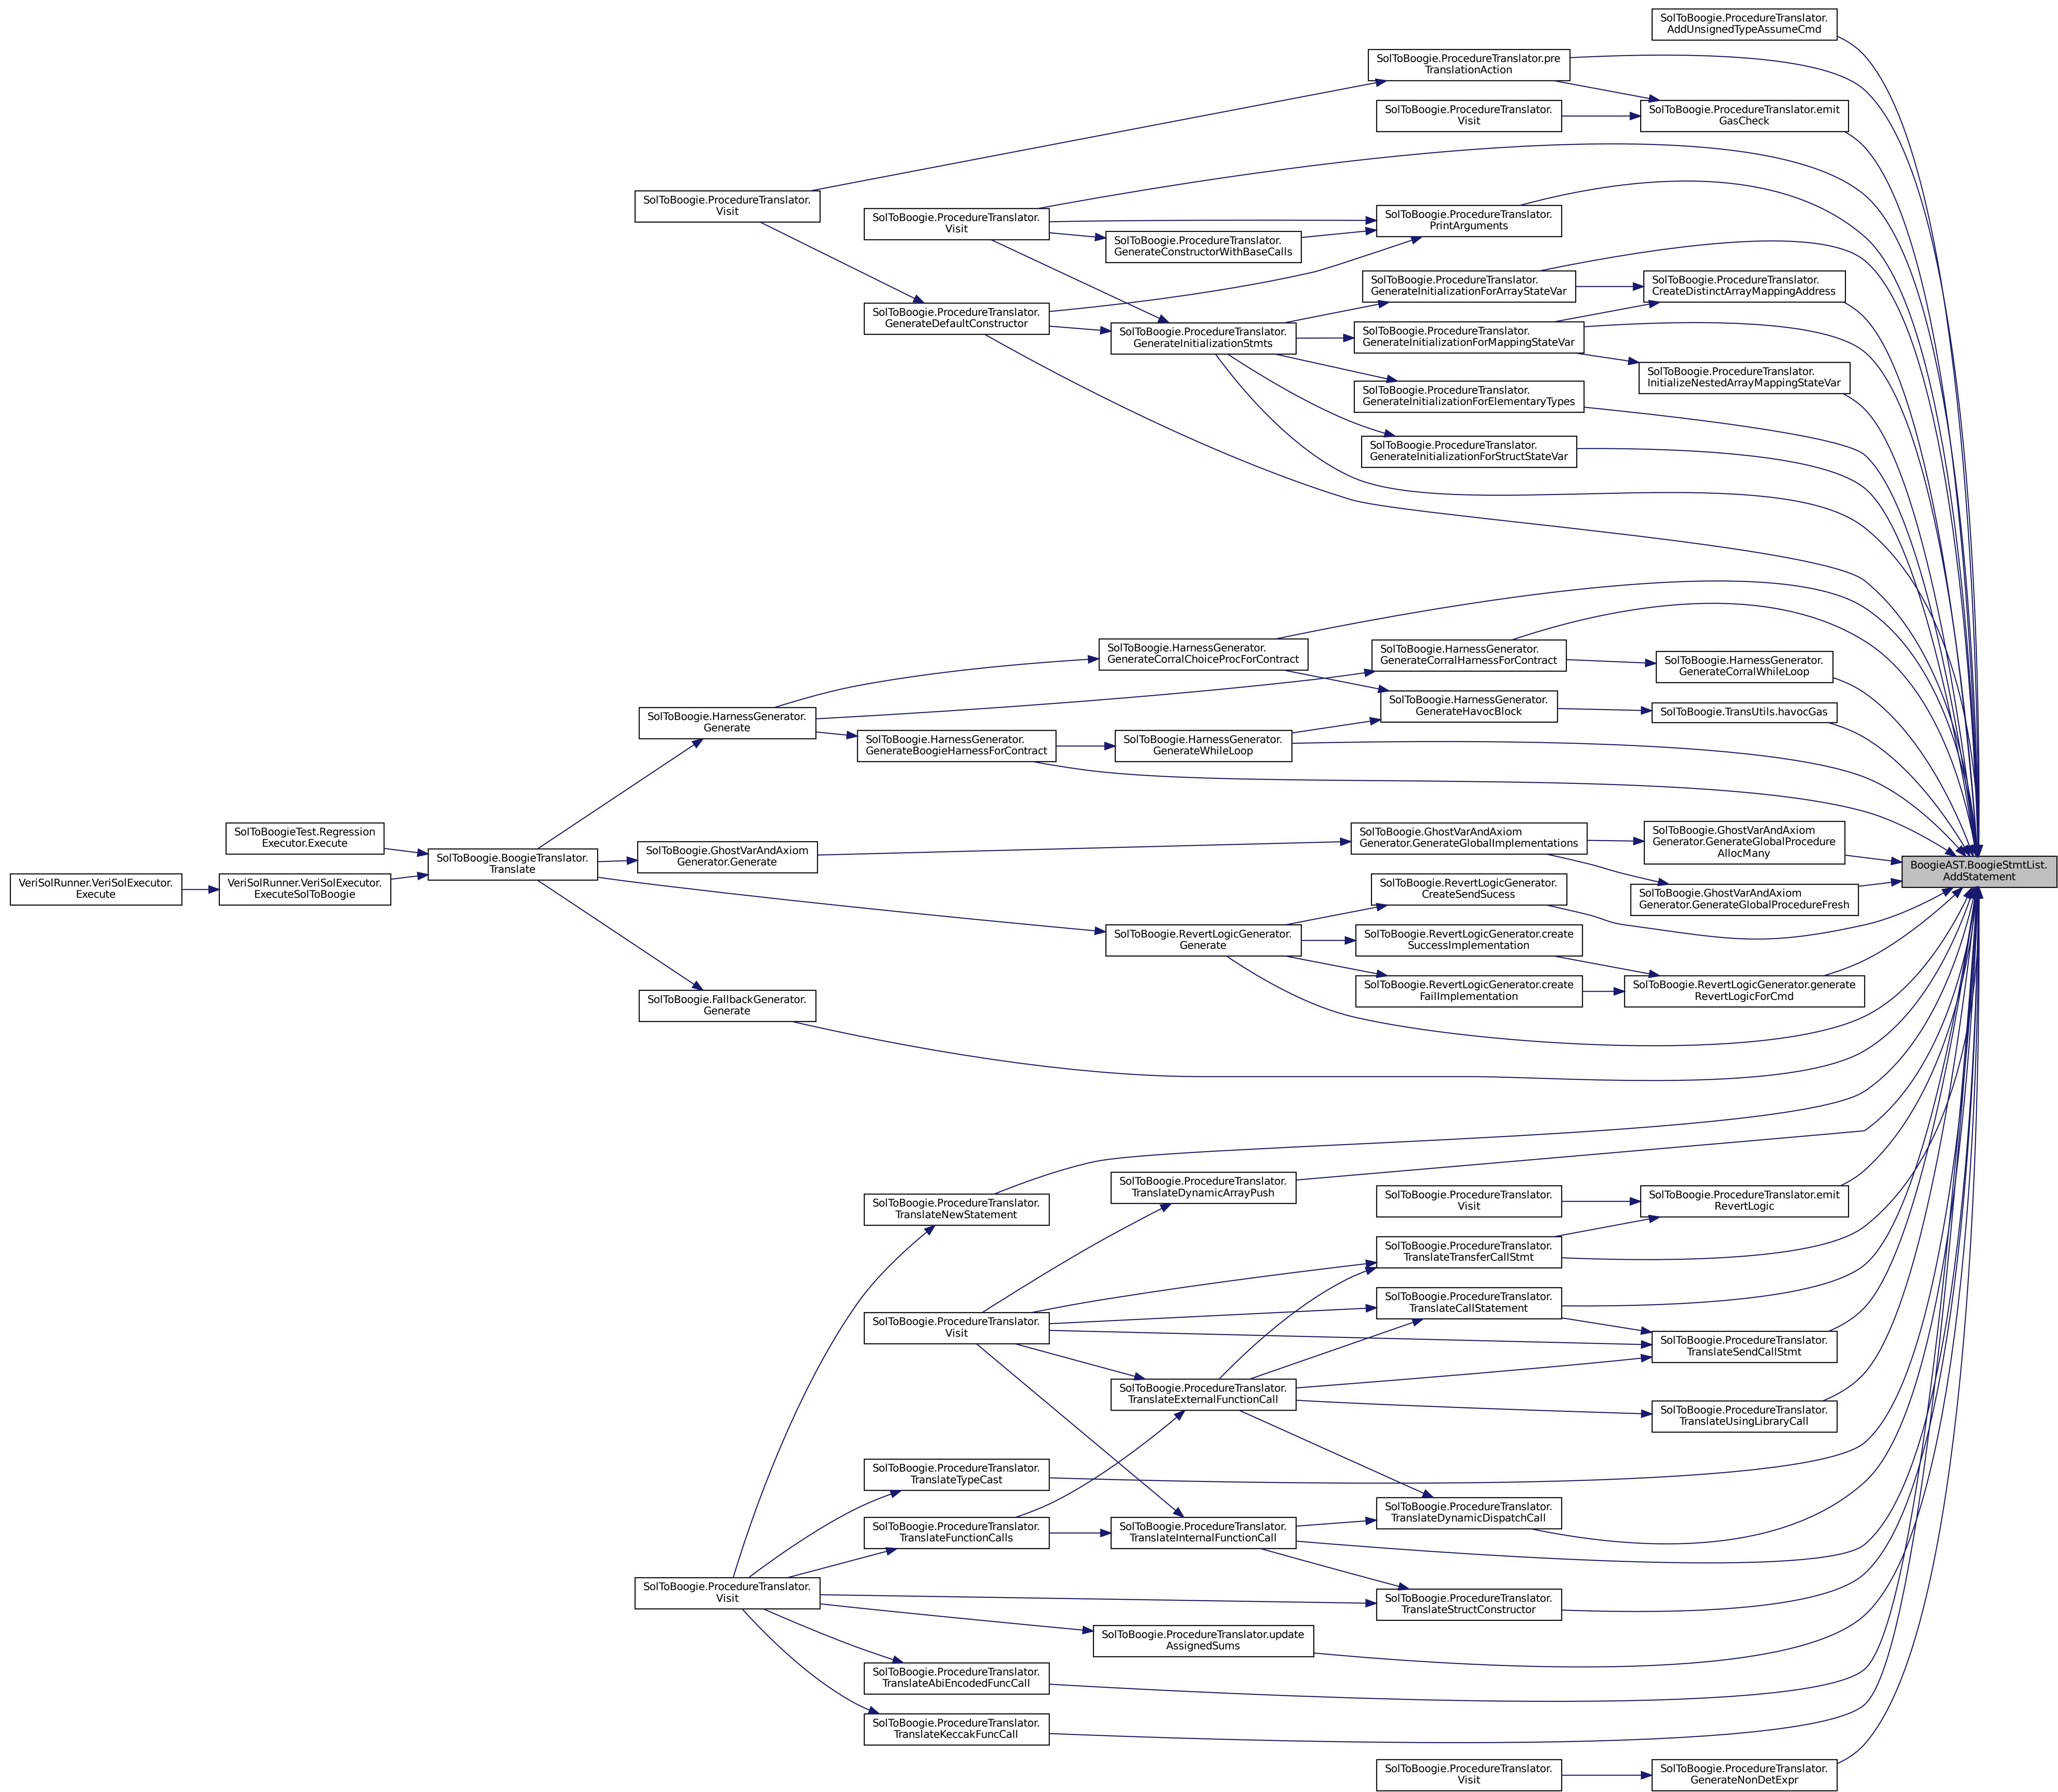 SolToBoogie.ProcedureTranslator.
AddUnsignedTypeAssumeCmd
SolToBoogie.ProcedureTranslator.pre
TranslationAction
SolToBoogie.ProcedureTranslator.
Visit
SolToBoogie.ProcedureTranslator.emit
GasCheck
SolToBoogie.ProcedureTranslator.
Visit
SolToBoogie.ProcedureTranslator.
Visit
SolToBoogie.ProcedureTranslator.
PrintArguments
SolToBoogie.ProcedureTranslator.
GenerateConstructorWithBaseCalls
SolToBoogie.ProcedureTranslator.
GenerateInitializationForArrayStateVar
SolToBoogie.ProcedureTranslator.
CreateDistinctArrayMappingAddress
SolToBoogie.ProcedureTranslator.
GenerateDefaultConstructor
SolToBoogie.ProcedureTranslator.
GenerateInitializationStmts
SolToBoogie.ProcedureTranslator.
GenerateInitializationForMappingStateVar
SolToBoogie.ProcedureTranslator.
InitializeNestedArrayMappingStateVar
SolToBoogie.ProcedureTranslator.
GenerateInitializationForElementaryTypes
SolToBoogie.ProcedureTranslator.
GenerateInitializationForStructStateVar
SolToBoogie.HarnessGenerator.
GenerateCorralChoiceProcForContract
SolToBoogie.HarnessGenerator.
GenerateCorralHarnessForContract
SolToBoogie.HarnessGenerator.
GenerateCorralWhileLoop
SolToBoogie.HarnessGenerator.
GenerateHavocBlock
SolToBoogie.TransUtils.havocGas
SolToBoogie.HarnessGenerator.
Generate
SolToBoogie.HarnessGenerator.
GenerateBoogieHarnessForContract
SolToBoogie.HarnessGenerator.
GenerateWhileLoop
SolToBoogieTest.Regression
Executor.Execute
SolToBoogie.BoogieTranslator.
Translate
SolToBoogie.GhostVarAndAxiom
Generator.Generate
SolToBoogie.GhostVarAndAxiom
Generator.GenerateGlobalImplementations
SolToBoogie.GhostVarAndAxiom
Generator.GenerateGlobalProcedure
AllocMany
BoogieAST.BoogieStmtList.
AddStatement
VeriSolRunner.VeriSolExecutor.
Execute
VeriSolRunner.VeriSolExecutor.
ExecuteSolToBoogie
SolToBoogie.RevertLogicGenerator.
CreateSendSucess
SolToBoogie.GhostVarAndAxiom
Generator.GenerateGlobalProcedureFresh
SolToBoogie.RevertLogicGenerator.
Generate
SolToBoogie.RevertLogicGenerator.create
SuccessImplementation
SolToBoogie.RevertLogicGenerator.create
FailImplementation
SolToBoogie.RevertLogicGenerator.generate
RevertLogicForCmd
SolToBoogie.FallbackGenerator.
Generate
SolToBoogie.ProcedureTranslator.
TranslateNewStatement
SolToBoogie.ProcedureTranslator.
TranslateDynamicArrayPush
SolToBoogie.ProcedureTranslator.
Visit
SolToBoogie.ProcedureTranslator.emit
RevertLogic
SolToBoogie.ProcedureTranslator.
TranslateTransferCallStmt
SolToBoogie.ProcedureTranslator.
TranslateCallStatement
SolToBoogie.ProcedureTranslator.
Visit
SolToBoogie.ProcedureTranslator.
TranslateSendCallStmt
SolToBoogie.ProcedureTranslator.
TranslateExternalFunctionCall
SolToBoogie.ProcedureTranslator.
TranslateUsingLibraryCall
SolToBoogie.ProcedureTranslator.
TranslateTypeCast
SolToBoogie.ProcedureTranslator.
TranslateDynamicDispatchCall
SolToBoogie.ProcedureTranslator.
TranslateFunctionCalls
SolToBoogie.ProcedureTranslator.
TranslateInternalFunctionCall
SolToBoogie.ProcedureTranslator.
Visit
SolToBoogie.ProcedureTranslator.
TranslateStructConstructor
SolToBoogie.ProcedureTranslator.update
AssignedSums
SolToBoogie.ProcedureTranslator.
TranslateAbiEncodedFuncCall
SolToBoogie.ProcedureTranslator.
TranslateKeccakFuncCall
SolToBoogie.ProcedureTranslator.
Visit
SolToBoogie.ProcedureTranslator.
GenerateNonDetExpr